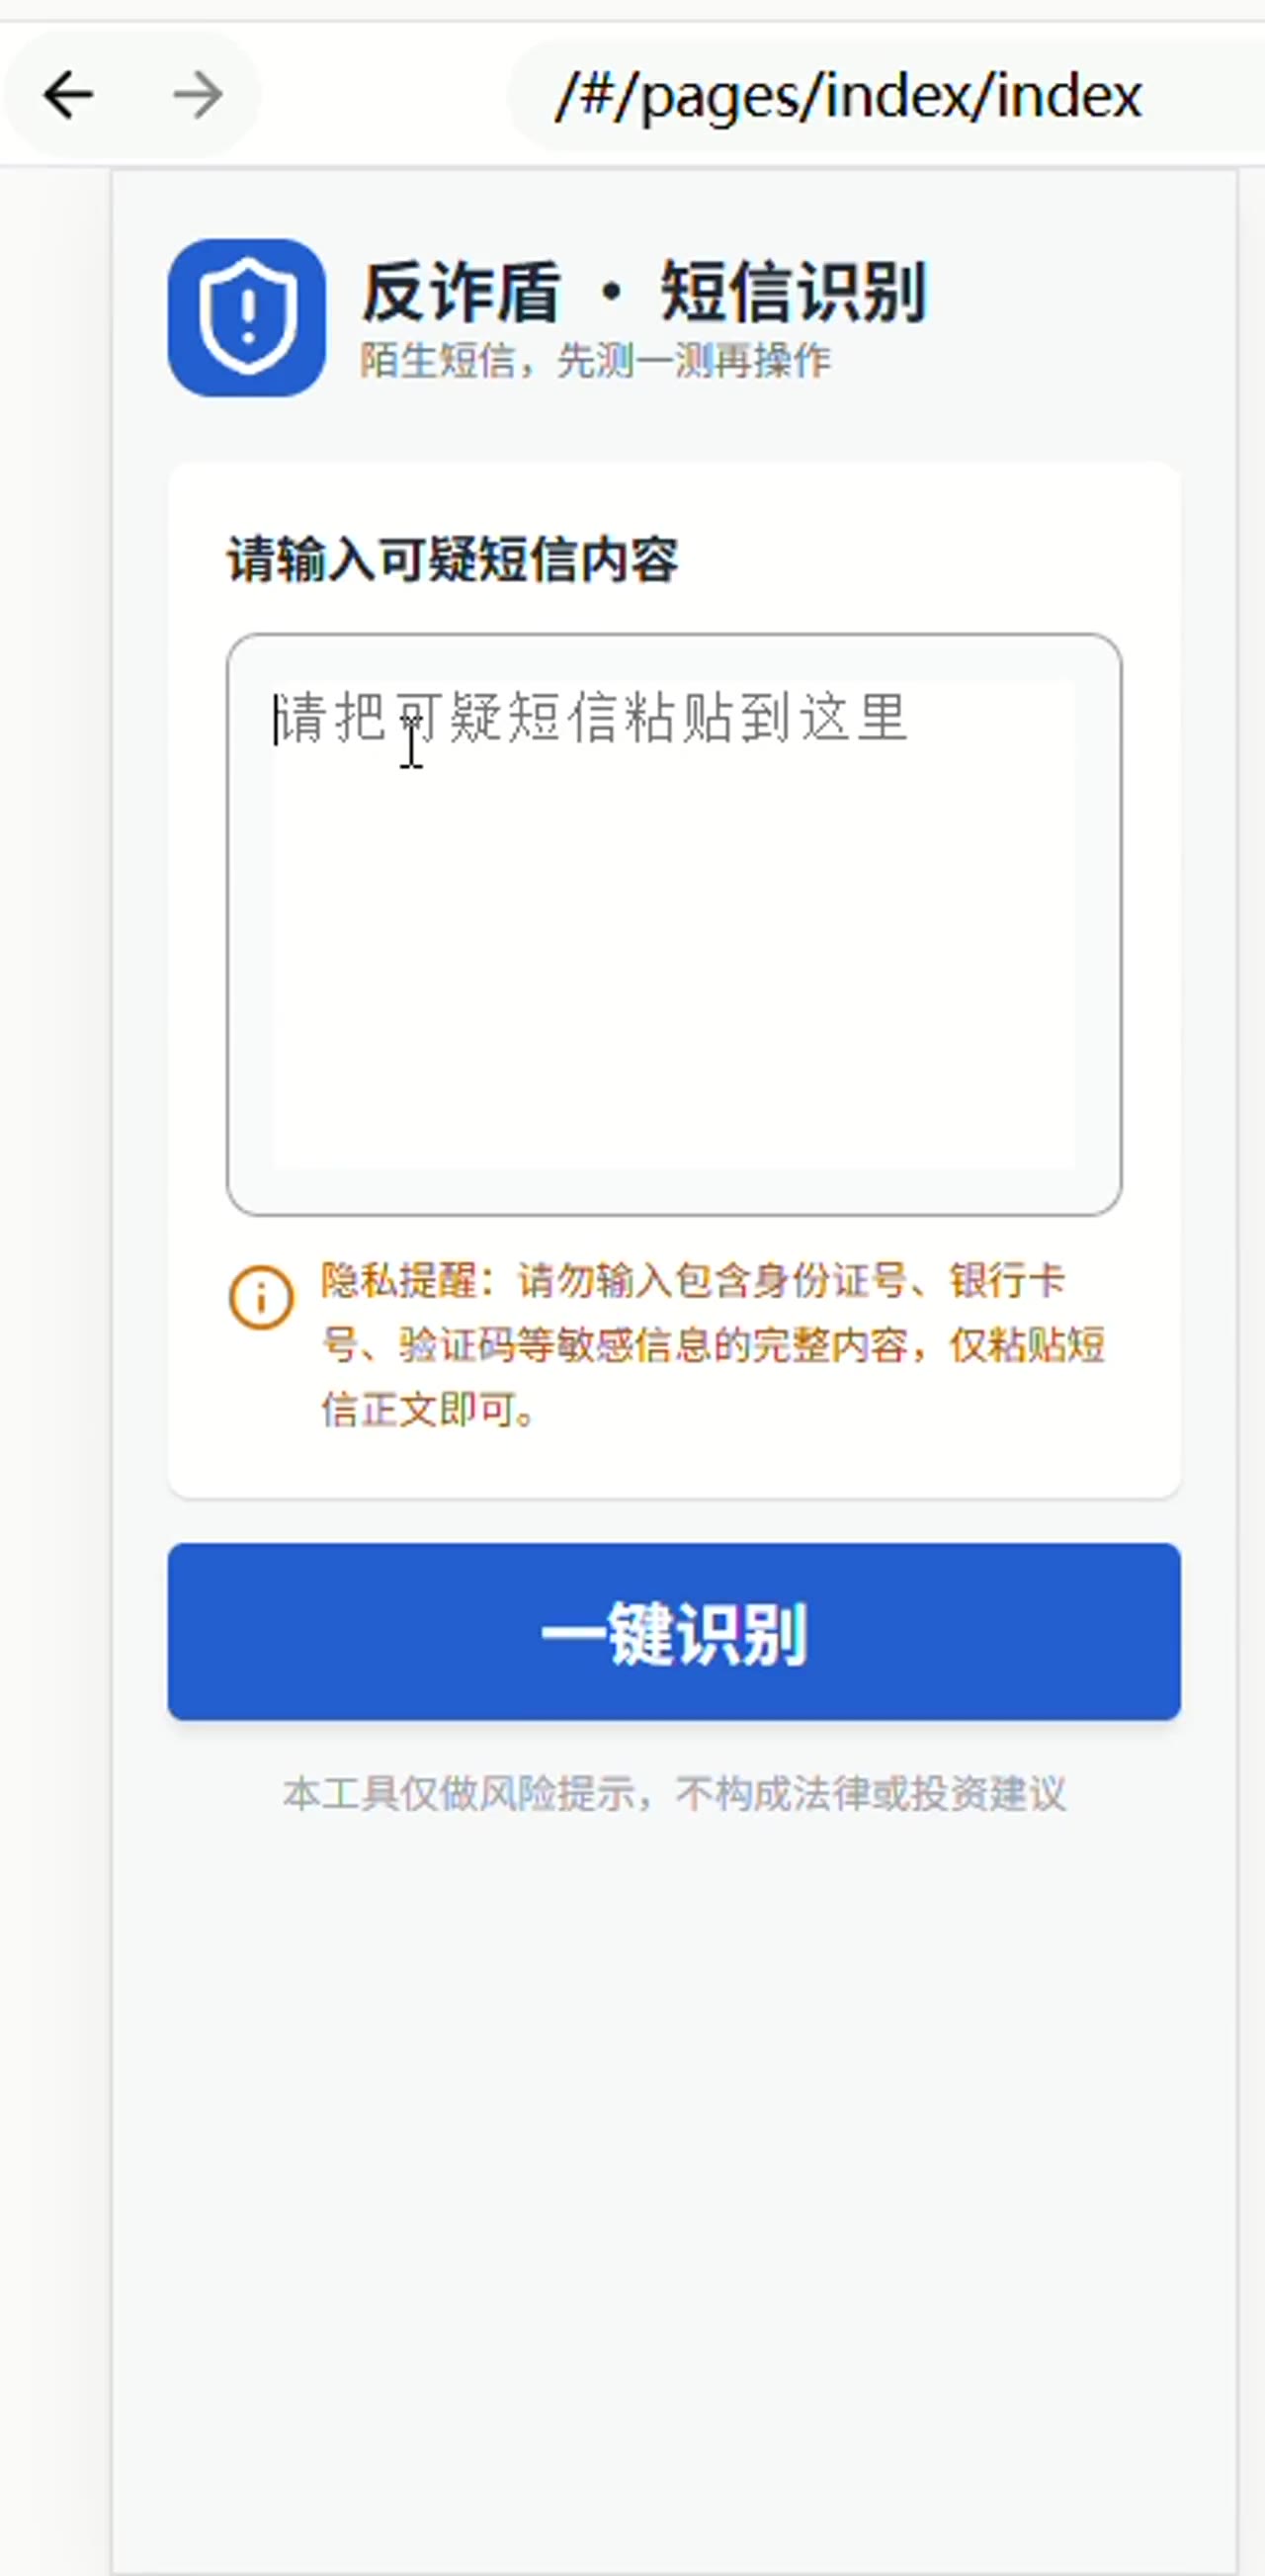 /#/pages/index/index
反诈盾 · 短信识别
陌生短信，先测一测再操作
请输入可疑短信内容
请把可疑短信粘贴到这里
隐私提醒：请勿输入包含身份证号、银行卡
号、验证码等敏感信息的完整内容，仅粘贴短
信正文即可。
一键识别
本工具仅做风险提示，不构成法律或投资建议